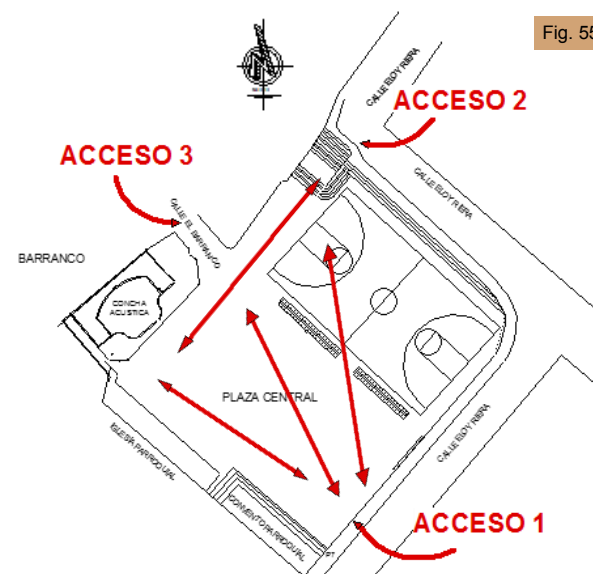 Fig. 55
CALLE ELOY RIERA
ACCESO 2
ACCESO 3
CALLE ELOY RIERA
CALLE EL BARRANCO
BARRANCO
CONCHA
ACUSTICA
PLAZA CENTRAL
CALLE ELOY RIERA
IGLESIA PARROQUIAL
CONVENTO PARROQUIAL
ACCESO 1
PT